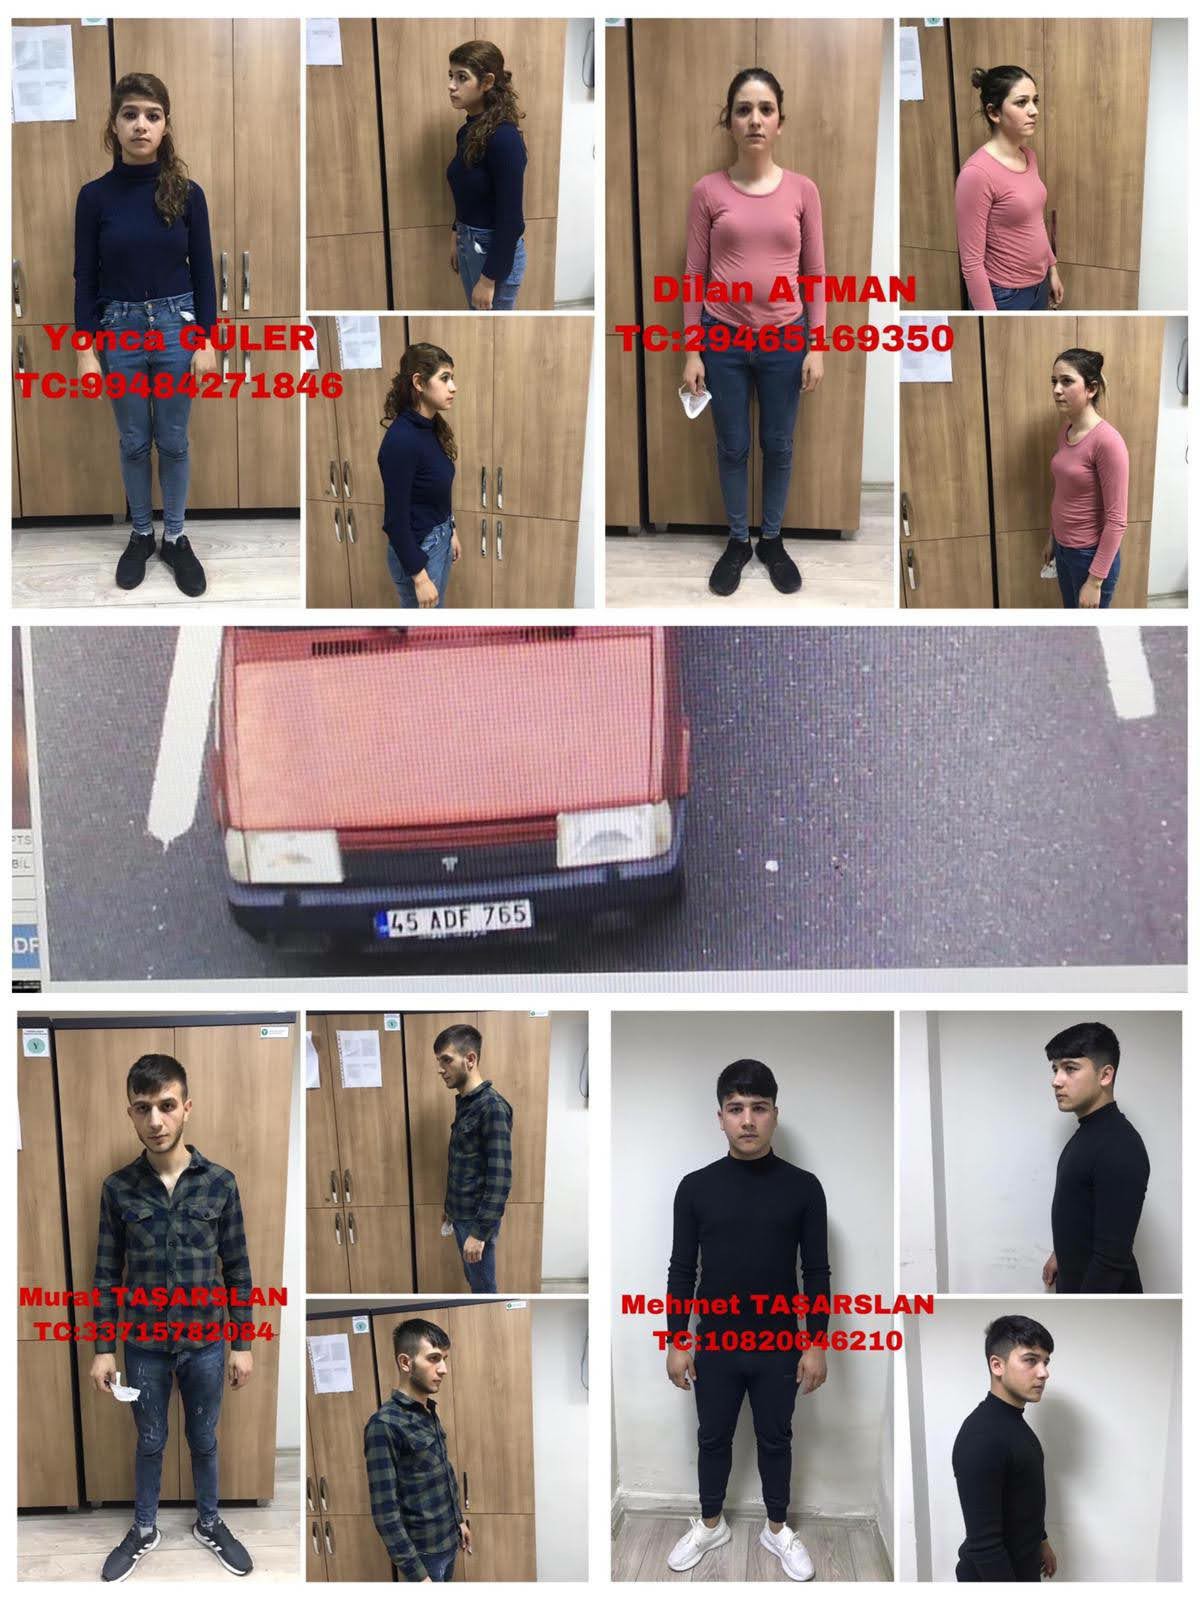 Yonca GÜLER
TC:99484271846
Dilan ATMAN
TC:29465169350
PTS
BİL
ADF
45 ADF 765
Murat TAŞARSLAN
TC:33715782084
Mehmet TAŞARSLAN
TC:10820646210